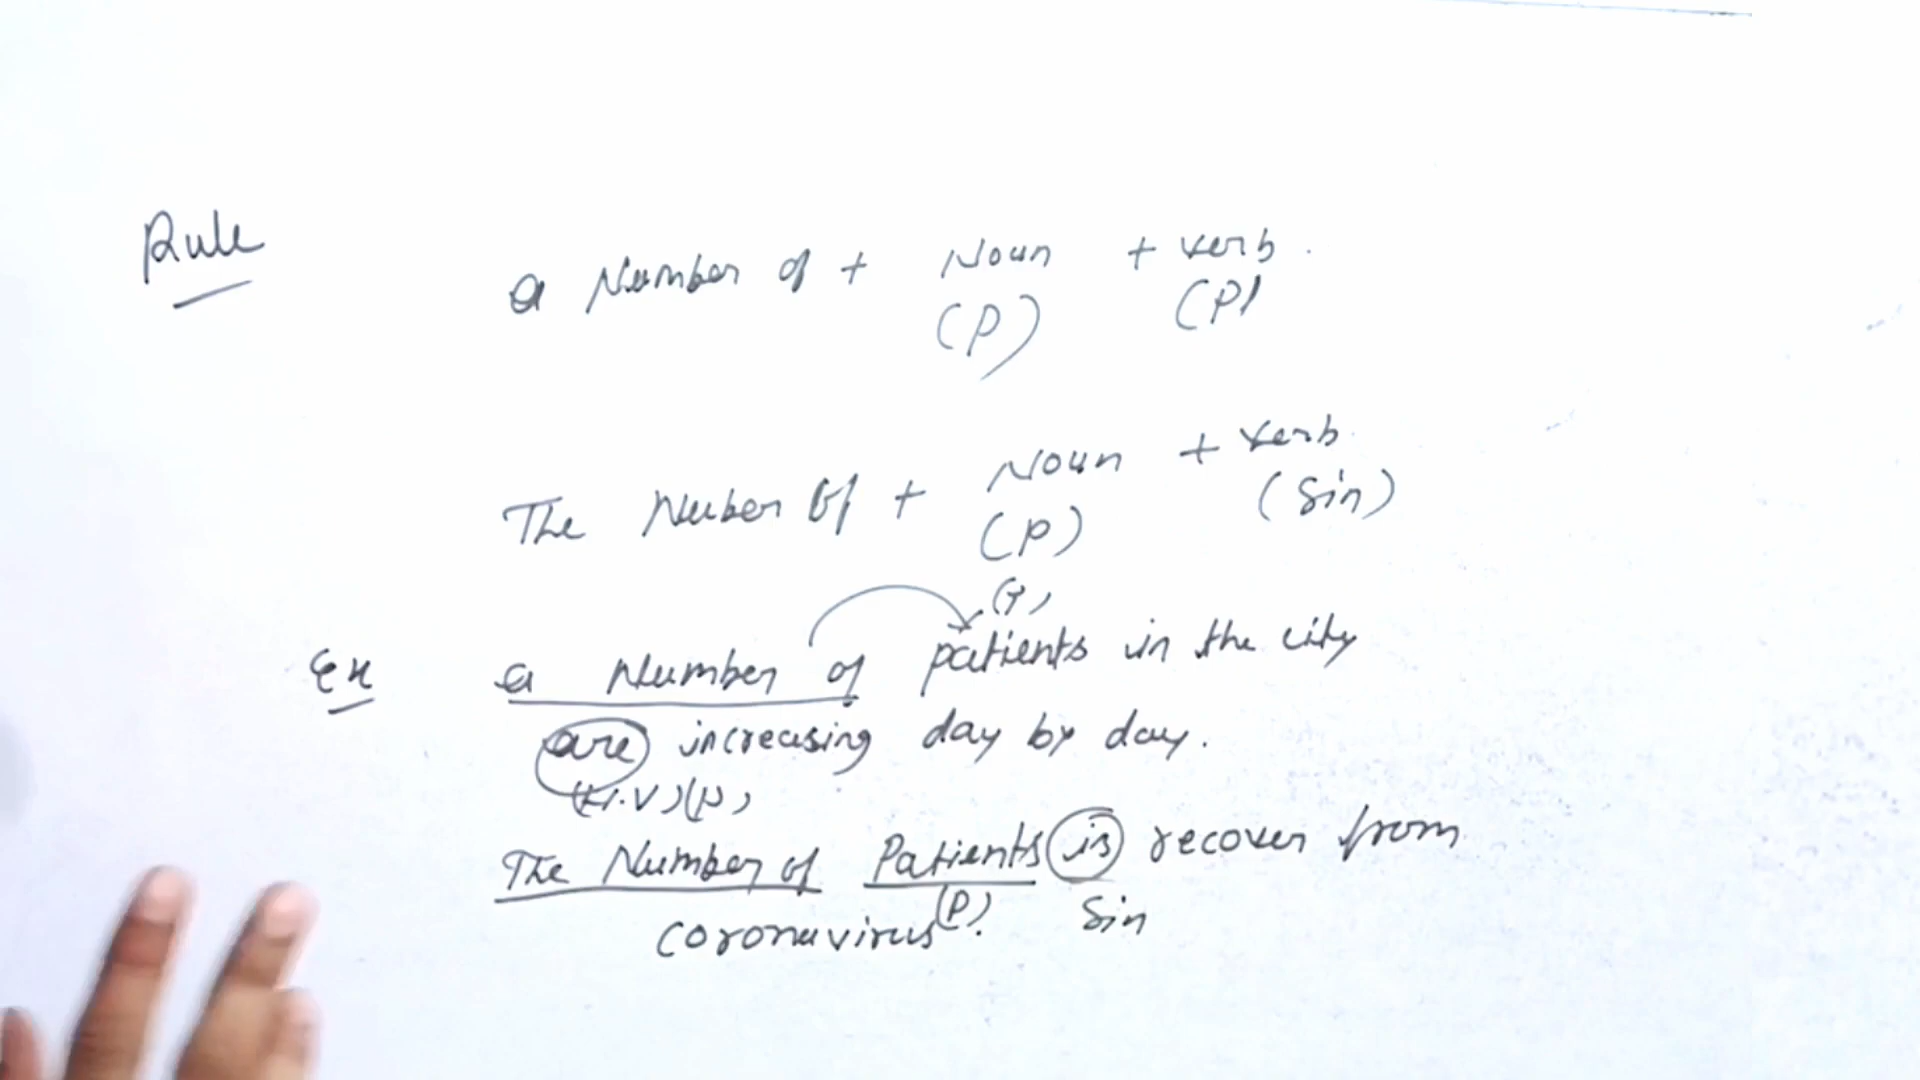 Rule
a Number of + Noun + verb.
(P) (P)
The Nuber of + Noun + verb.
(P) (Sin)
(P)
Ex a Number of patients in the city
are increasing day by day.
(H.V)(P)
The Number of Patients is recover from
coronavirus (P). Sin